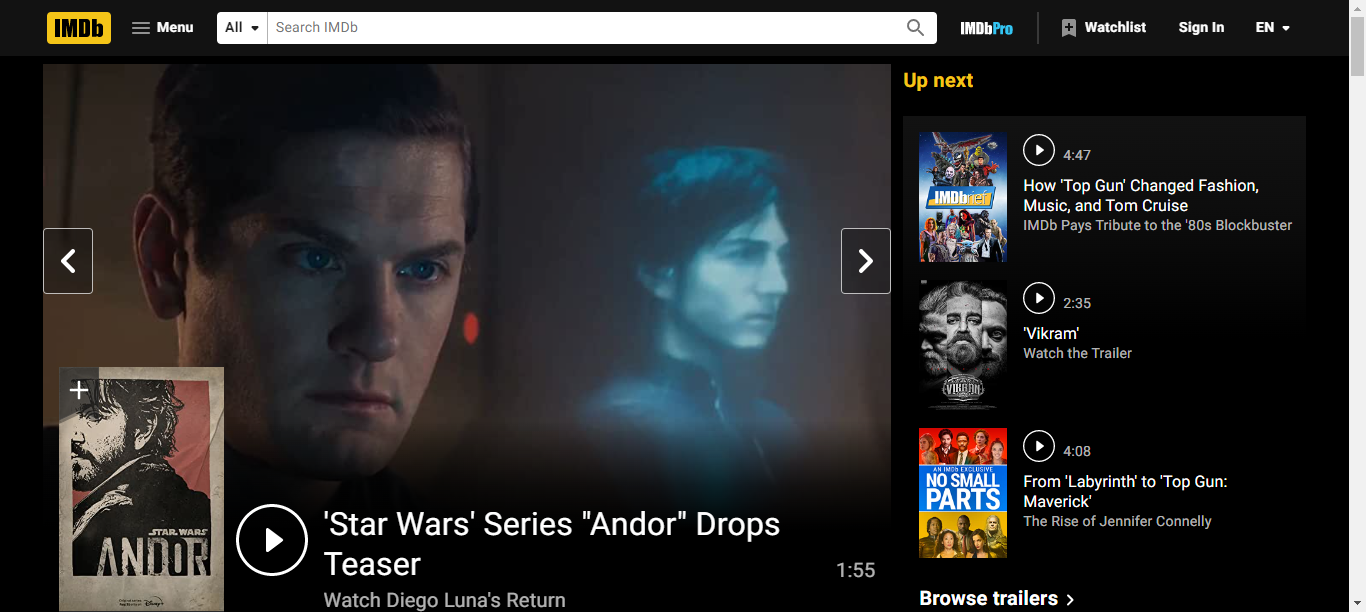 IMDb
Menu
All
Search IMDb
IMDbPro
Watchlist
Sign In
EN
Up next
IMDbrief
4:47
How 'Top Gun' Changed Fashion,
Music, and Tom Cruise
IMDb Pays Tribute to the '80s Blockbuster
VIKRAM
2:35
'Vikram'
Watch the Trailer
AN IMDb EXCLUSIVE
NO SMALL
PARTS
4:08
From 'Labyrinth' to 'Top Gun:
Maverick'
The Rise of Jennifer Connelly
Browse trailers
STAR WARS
ANDOR
Disney+
'Star Wars' Series "Andor" Drops
Teaser
1:55
Watch Diego Luna's Return